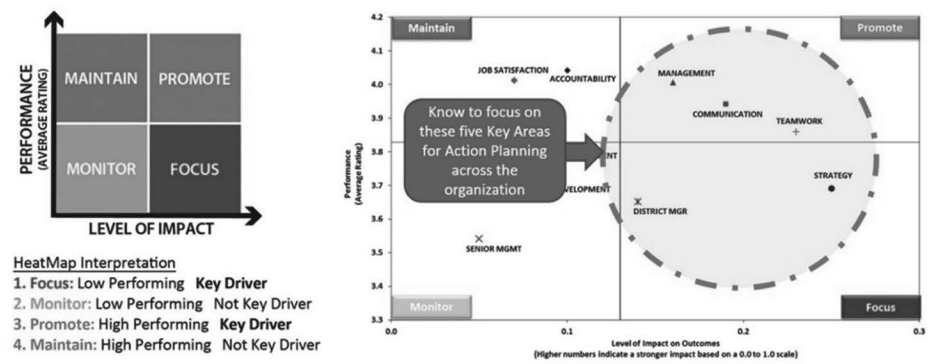 PERFORMANCE
(AVERAGE RATING)
MAINTAIN
PROMOTE
MONITOR
FOCUS
LEVEL OF IMPACT
HeatMap Interpretation
1. Focus: Low Performing Key Driver
2. Monitor: Low Performing Not Key Driver
3. Promote: High Performing Key Driver
4. Maintain: High Performing Not Key Driver
Performance
(Average Rating)
4.2
4.1
4.0
3.9
3.8
3.7
3.6
3.5
3.4
3.3
Maintain
Promote
JOB SATISFACTION
ACCOUNTABILITY
MANAGEMENT
COMMUNICATION
TEAMWORK
Know to focus on
these five Key Areas
for Action Planning
across the
organization
ENT
VELOPMENT
STRATEGY
DISTRICT MGR
SENIOR MGMT
Monitor
Focus
0.0
0.1
0.2
0.3
Level of Impact on Outcomes
(Higher numbers indicate a stronger impact based on a 0.0 to 1.0 scale)